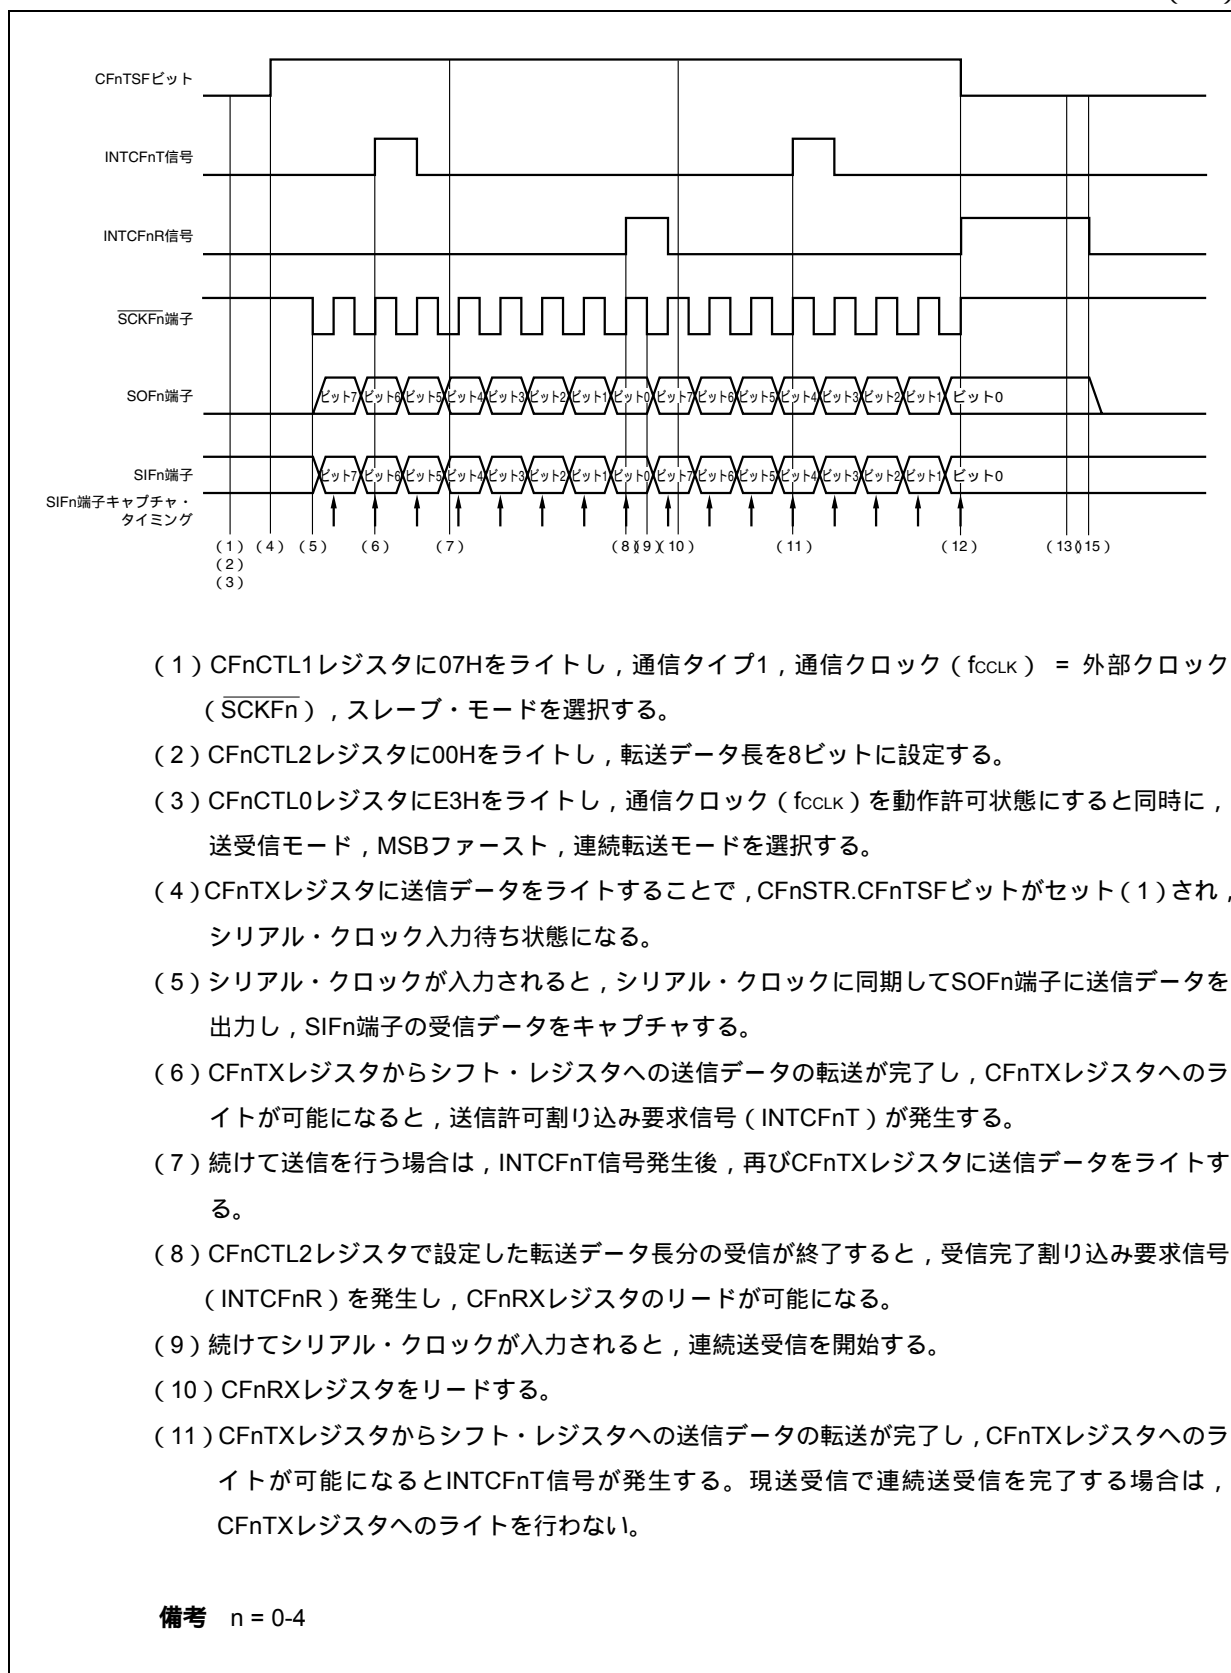 CFnTSFビット
INTCFnT信号
INTCFnR信号
SCKFn端子
SOFn端子
ビット7 ビット6 ビット5 ビット4 ビット3 ビット2 ビット1 ビット0 ビット7 ビット6 ビット5 ビット4 ビット3 ビット2 ビット1 ビット0
SIFn端子
ビット7 ビット6 ビット5 ビット4 ビット3 ビット2 ビット1 ビット0 ビット7 ビット6 ビット5 ビット4 ビット3 ビット2 ビット1 ビット0
SIFn端子キャプチャ・
タイミング
(1) (4) (5) (6) (7) (8) (9) (10) (11) (12) (13) (15)
(2)
(3)
(1) CFnCTL1レジスタに07Hをライトし,通信タイプ1,通信クロック(fCCLK) = 外部クロック
(SCKFn),スレーブ・モードを選択する。
(2) CFnCTL2レジスタに00Hをライトし,転送データ長を8ビットに設定する。
(3) CFnCTL0レジスタにE3Hをライトし,通信クロック(fCCLK)を動作許可状態にすると同時に,
送受信モード,MSBファースト,連続転送モードを選択する。
(4) CFnTXレジスタに送信データをライトすることで,CFnSTR.CFnTSFビットがセット(1)され,
シリアル・クロック入力待ち状態になる。
(5) シリアル・クロックが入力されると,シリアル・クロックに同期してSOFn端子に送信データを
出力し,SIFn端子の受信データをキャプチャする。
(6) CFnTXレジスタからシフト・レジスタへの送信データの転送が完了し,CFnTXレジスタへのラ
イトが可能になると,送信許可割り込み要求信号(INTCFnT)が発生する。
(7) 続けて送信を行う場合は,INTCFnT信号発生後,再びCFnTXレジスタに送信データをライトす
る。
(8) CFnCTL2レジスタで設定した転送データ長分の受信が終了すると,受信完了割り込み要求信号
(INTCFnR)を発生し,CFnRXレジスタのリードが可能になる。
(9) 続けてシリアル・クロックが入力されると,連続送受信を開始する。
(10) CFnRXレジスタをリードする。
(11) CFnTXレジスタからシフト・レジスタへの送信データの転送が完了し,CFnTXレジスタへのラ
イトが可能になるとINTCFnT信号が発生する。現送受信で連続送受信を完了する場合は,
CFnTXレジスタへのライトを行わない。
備考 n = 0-4